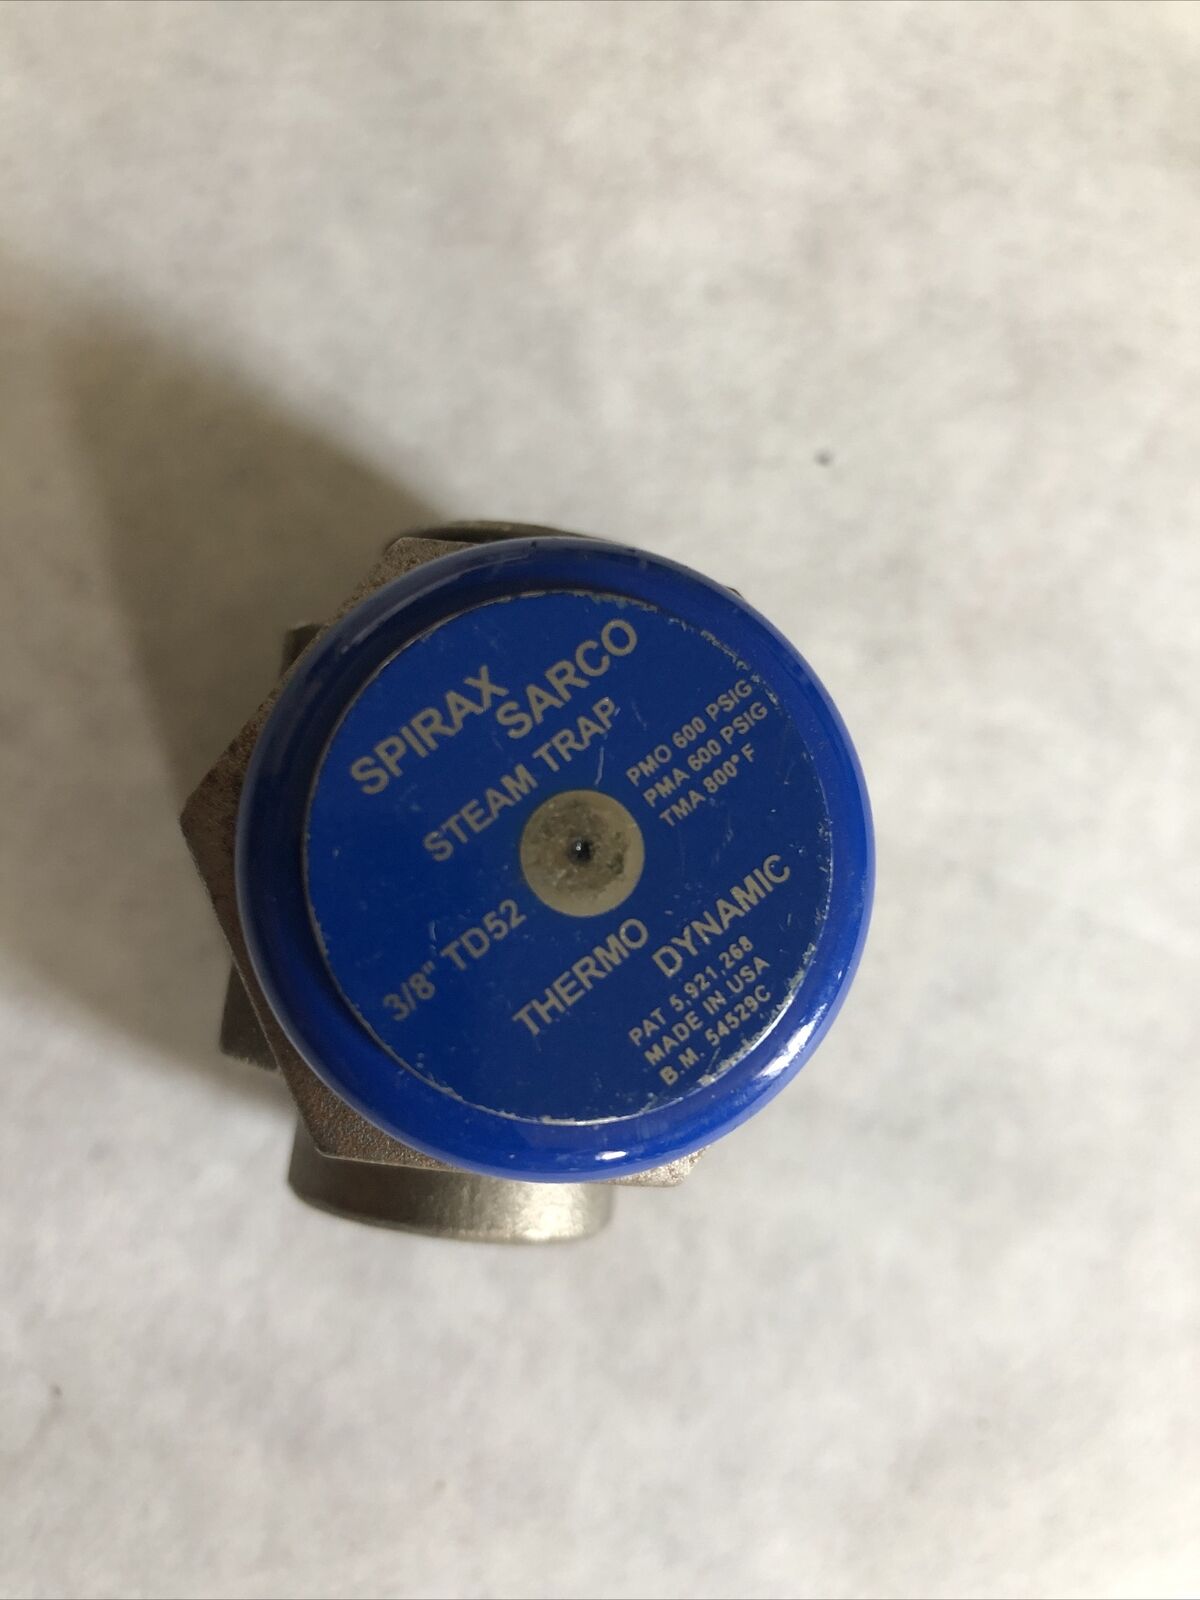 SPIRAX
SARCO
STEAM TRAP
PMO 600 PSIG
PMA 600 PSIG
TMA 800° F
3/8" TD52
THERMO
DYNAMIC
PAT 5,921,268
MADE IN USA
B.M. 54529C